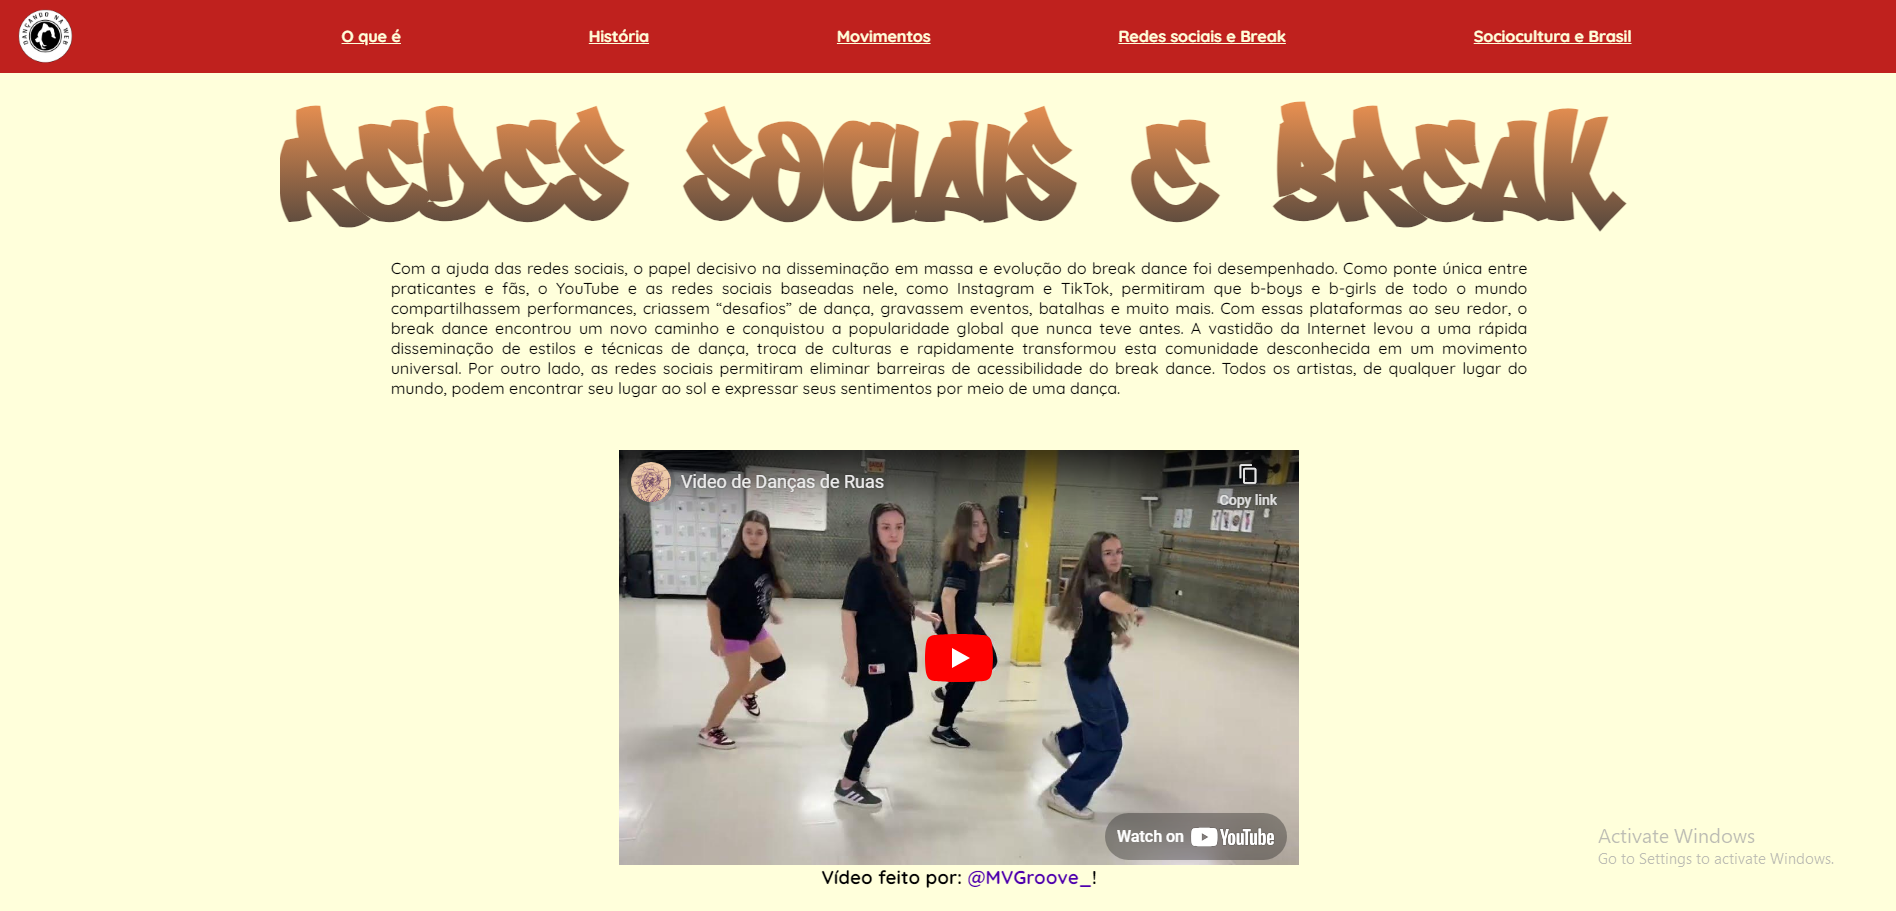 DANÇANDO NA WEB
O que é
História
Movimentos
Redes sociais e Break
Sociocultura e Brasil
REDES SOCIAIS E BREAK
Com a ajuda das redes sociais, o papel decisivo na disseminação em massa e evolução do break dance foi desempenhado. Como ponte única entre
praticantes e fãs, o YouTube e as redes sociais baseadas nele, como Instagram e TikTok, permitiram que b-boys e b-girls de todo o mundo
compartilhassem performances, criassem “desafios” de dança, gravassem eventos, batalhas e muito mais. Com essas plataformas ao seu redor, o
break dance encontrou um novo caminho e conquistou a popularidade global que nunca teve antes. A vastidão da Internet levou a uma rápida
disseminação de estilos e técnicas de dança, troca de culturas e rapidamente transformou esta comunidade desconhecida em um movimento
universal. Por outro lado, as redes sociais permitiram eliminar barreiras de acessibilidade do break dance. Todos os artistas, de qualquer lugar do
mundo, podem encontrar seu lugar ao sol e expressar seus sentimentos por meio de uma dança.
Video de Danças de Ruas
Copy link
Watch on YouTube
Vídeo feito por: @MVGroove_!
Activate Windows
Go to Settings to activate Windows.